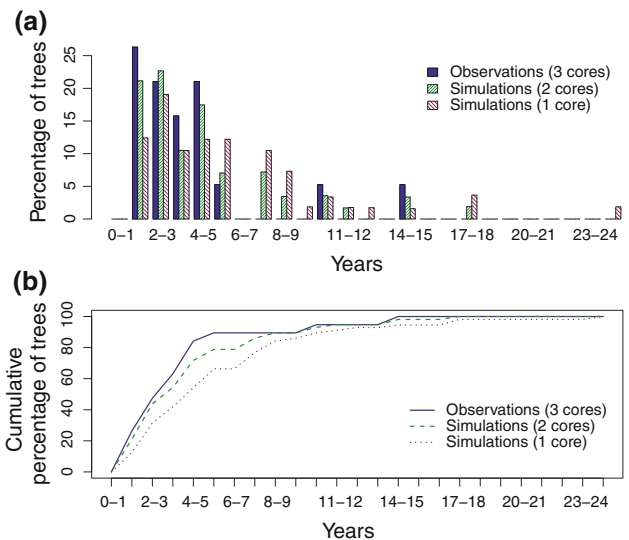 (a)
Percentage of trees
25
20
15
10
5
0
Observations (3 cores)
Simulations (2 cores)
Simulations (1 core)
0–1 2–3 4–5 6–7 8–9 11–12 14–15 17–18 20–21 23–24
Years
(b)
Cumulative
percentage of trees
100
80
60
40
20
0
Observations (3 cores)
Simulations (2 cores)
Simulations (1 core)
0–1 2–3 4–5 6–7 8–9 11–12 14–15 17–18 20–21 23–24
Years